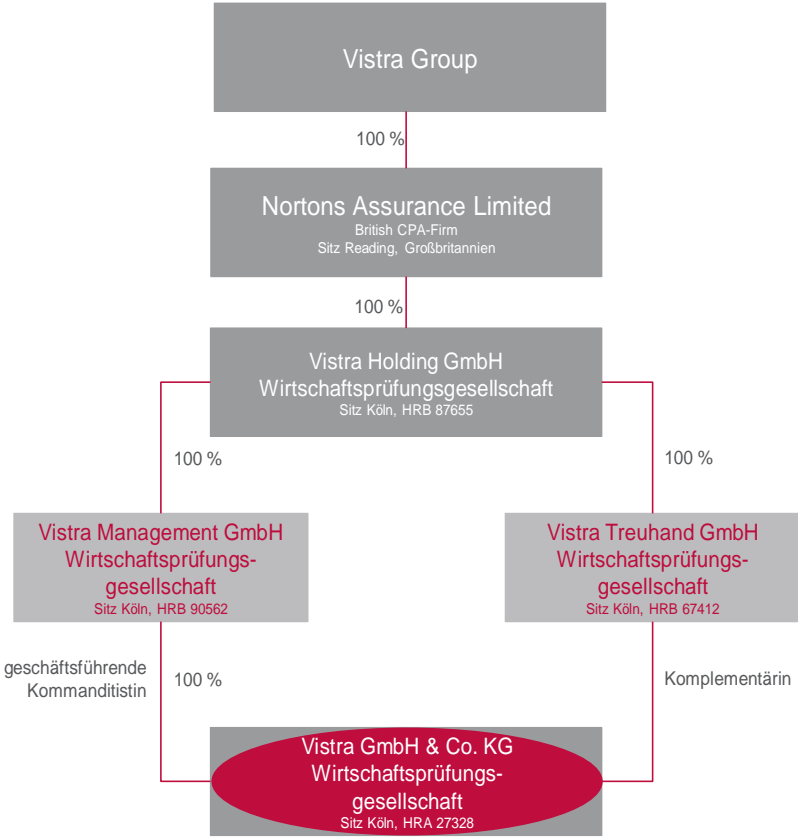 Vistra Group
100 %
Nortons Assurance Limited
British CPA-Firm
Sitz Reading, Großbritannien
100 %
Vistra Holding GmbH
Wirtschaftsprüfungsgesellschaft
Sitz Köln, HRB 87655
100 %
100 %
Vistra Management GmbH
Wirtschaftsprüfungs-
gesellschaft
Sitz Köln, HRB 90562
Vistra Treuhand GmbH
Wirtschaftsprüfungs-
gesellschaft
Sitz Köln, HRB 67412
geschäftsführende
Kommanditistin
100 %
Komplementärin
Vistra GmbH & Co. KG
Wirtschaftsprüfungs-
gesellschaft
Sitz Köln, HRA 27328